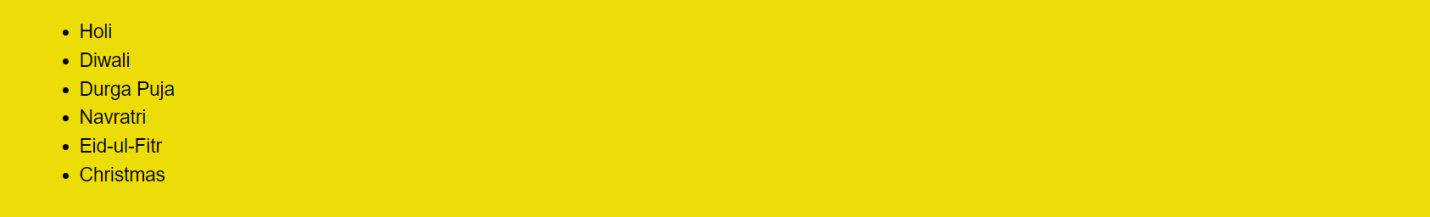 Holi
Diwali
Durga Puja
Navratri
Eid-ul-Fitr
Christmas